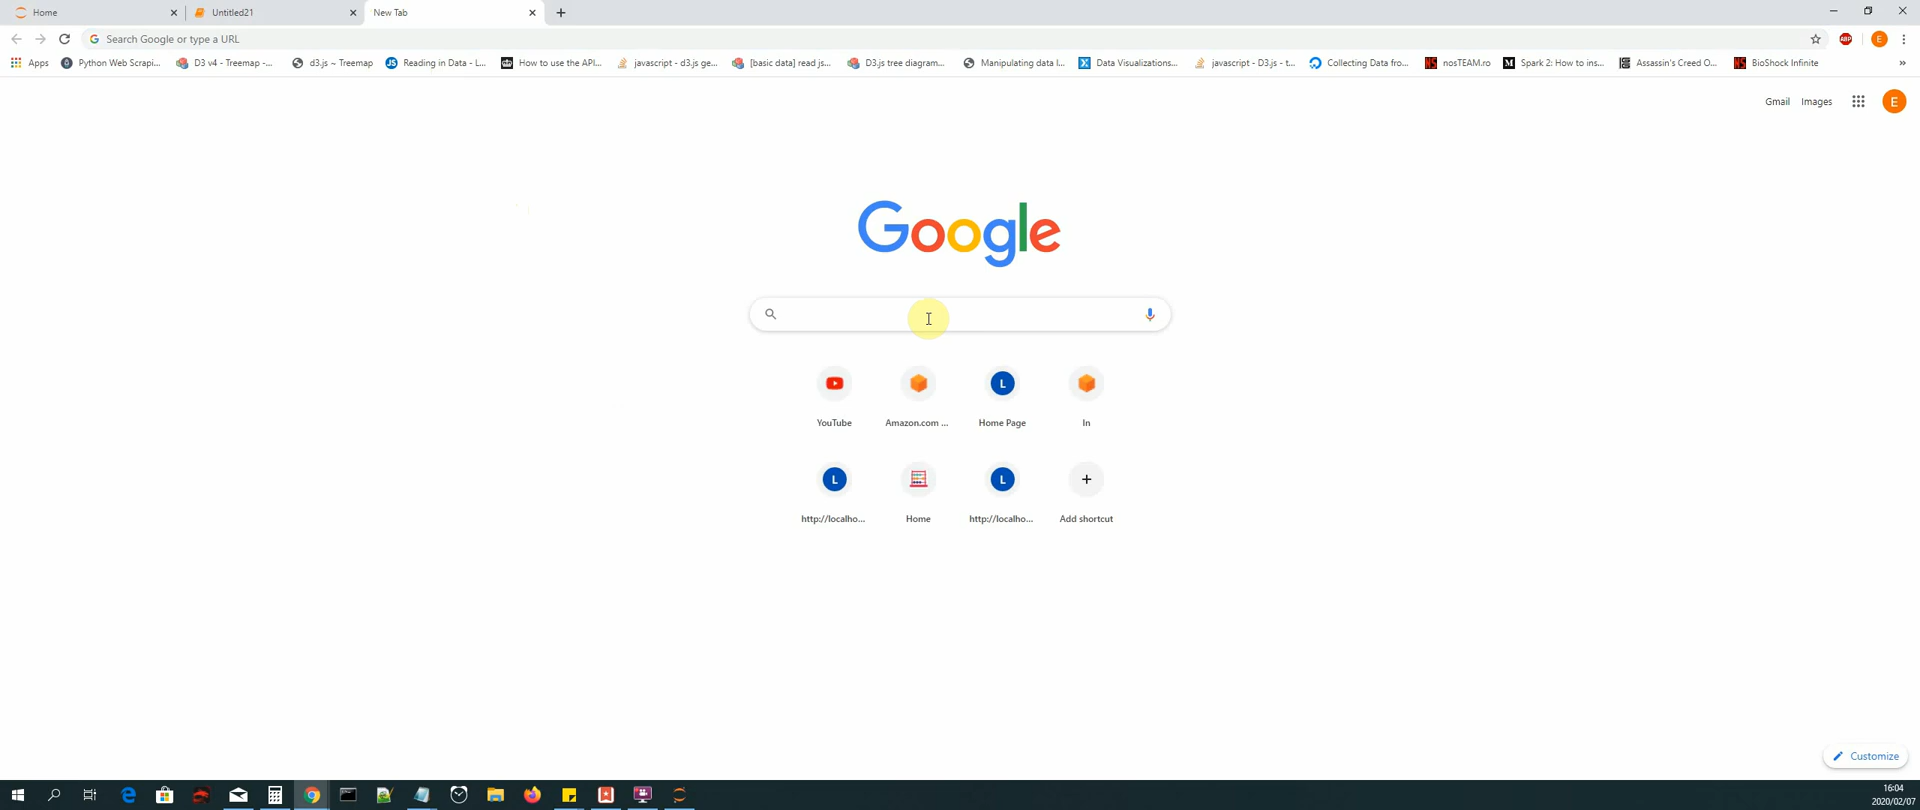 Home
Untitled21
New Tab
Search Google or type a URL
Apps
Python Web Scrapi...
D3 v4 - Treemap -...
d3.js ~ Treemap
Reading in Data - L...
How to use the API...
javascript - d3.js ge...
[basic data] read js...
D3.js tree diagram...
Manipulating data l...
Data Visualizations...
javascript - D3.js - t...
Collecting Data fro...
nosTEAM.ro
Spark 2: How to ins...
Assassin's Creed O...
BioShock Infinite
»
Gmail Images E
Google
YouTube
Amazon.com ...
Home Page
In
http://localho...
Home
http://localho...
Add shortcut
Customize
16:04
2020/02/07